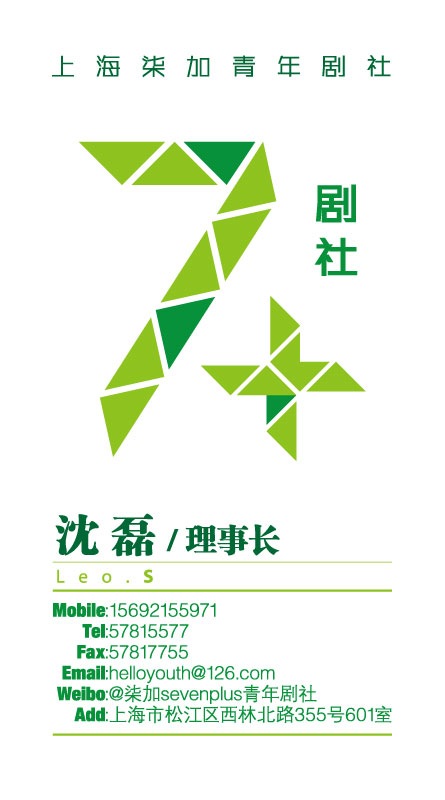 上海柒加青年剧社
7+
剧
社
沈磊/理事长
Leo.S
Mobile:15692155971
Tel:57815577
Fax:57817755
Email:helloyouth@126.com
Weibo:@柒加sevenplus青年剧社
Add:上海市松江区西林北路355号601室